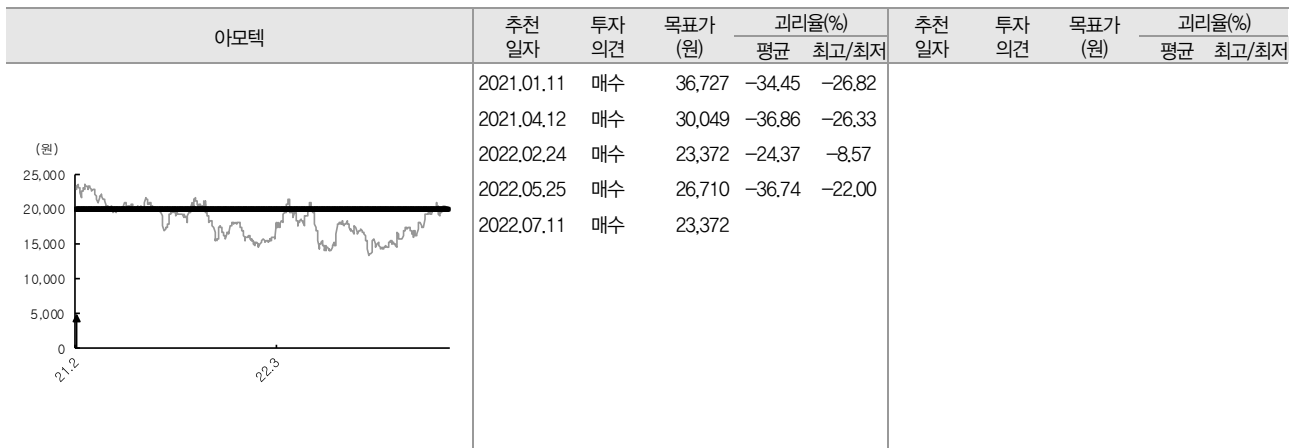 아모텍
추천 투자 목표가 괴리율(%) 추천 투자 목표가 괴리율(%)
일자 의견 (원) 평균 최고/최저 일자 의견 (원) 평균 최고/최저
2021.01.11 매수 36,727 -34.45 -26.82
2021.04.12 매수 30,049 -36.86 -26.33
2022.02.24 매수 23,372 -24.37 -8.57
2022.05.25 매수 26,710 -36.74 -22.00
2022.07.11 매수 23,372
(원)
25,000
20,000
15,000
10,000
5,000
0
21.2 22.3